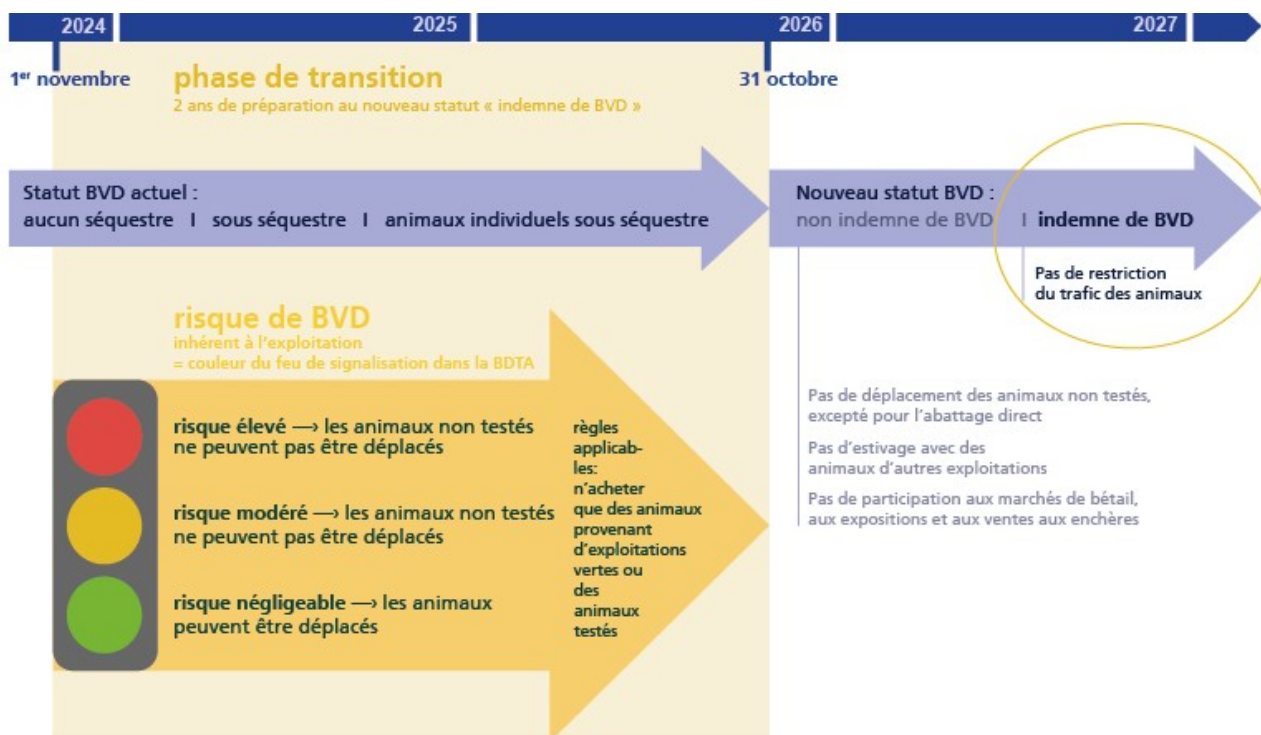 2024
2025
2026
2027
1er novembre
31 octobre
phase de transition
2 ans de préparation au nouveau statut « indemne de BVD »
Statut BVD actuel :
aucun séquestre I sous séquestre I animaux individuels sous séquestre
Nouveau statut BVD :
non indemne de BVD I indemne de BVD
Pas de restriction
du trafic des animaux
risque de BVD
inhérent à l'exploitation
= couleur du feu de signalisation dans la BDTA
risque élevé —› les animaux non testés
ne peuvent pas être déplacés
risque modéré —› les animaux non testés
ne peuvent pas être déplacés
risque négligeable —› les animaux
peuvent être déplacés
règles
applicab-
les:
n'acheter
que des animaux
provenant
d'exploitations
vertes ou
des
animaux
testés
Pas de déplacement des animaux non testés,
excepté pour l'abattage direct
Pas d'estivage avec des
animaux d'autres exploitations
Pas de participation aux marchés de bétail,
aux expositions et aux ventes aux enchères